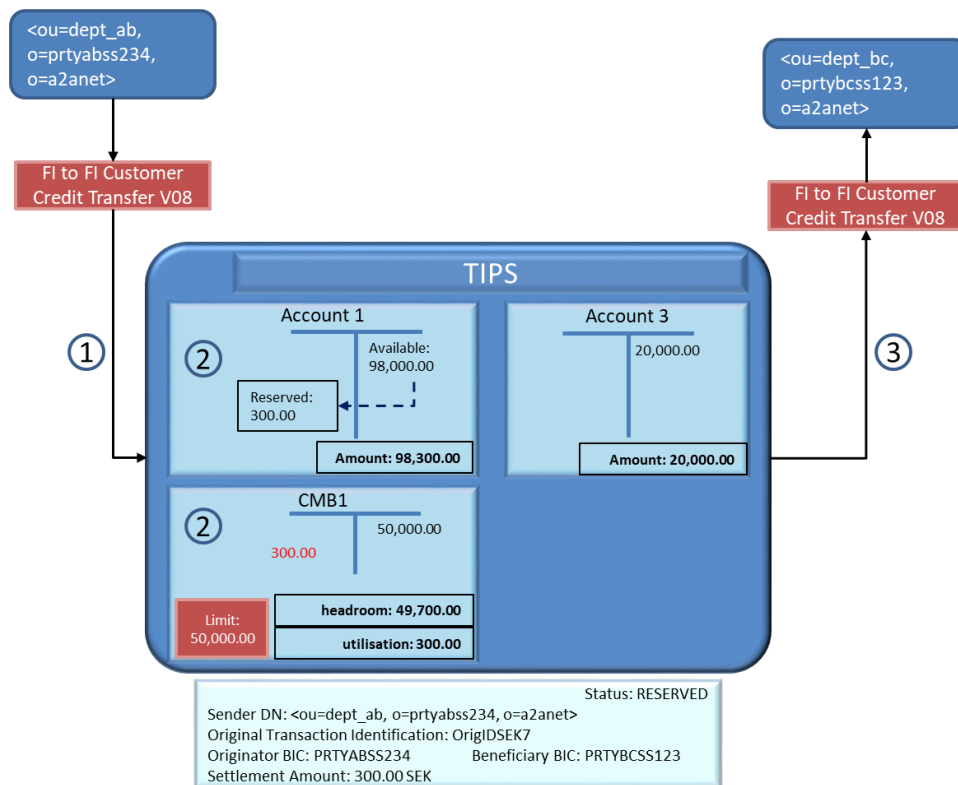 <ou=dept_ab,
o=prtyabss234,
o=a2anet>
<ou=dept_bc,
o=prtybcss123,
o=a2anet>
FI to FI Customer
Credit Transfer V08
FI to FI Customer
Credit Transfer V08
TIPS
1
2
Account 1
Available:
98,000.00
Reserved:
300.00
Amount: 98,300.00
Account 3
20,000.00
Amount: 20,000.00
3
2
CMB1
50,000.00
300.00
Limit:
50,000.00
headroom: 49,700.00
utilisation: 300.00
Status: RESERVED
Sender DN: <ou=dept_ab, o=prtyabss234, o=a2anet>
Original Transaction Identification: OrigIDSEK7
Originator BIC: PRTYABSS234 Beneficiary BIC: PRTYBCSS123
Settlement Amount: 300.00 SEK